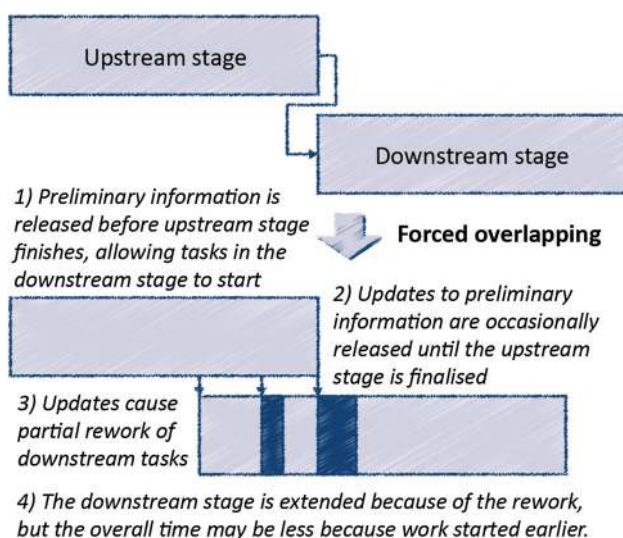 Upstream stage
Downstream stage
1) Preliminary information is
released before upstream stage
finishes, allowing tasks in the
downstream stage to start
Forced overlapping
2) Updates to preliminary
information are occasionally
released until the upstream
stage is finalised
3) Updates cause
partial rework of
downstream tasks
4) The downstream stage is extended because of the rework,
but the overall time may be less because work started earlier.